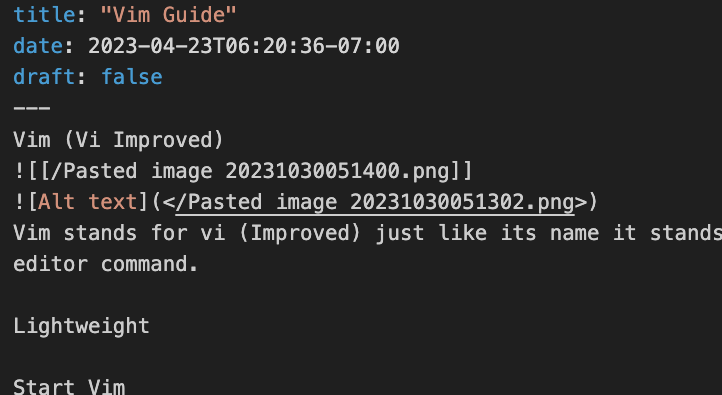 title: "Vim Guide"
date: 2023-04-23T06:20:36-07:00
draft: false
---
Vim (Vi Improved)
![[/Pasted image 20231030051400.png]]
![Alt text](</Pasted image 20231030051302.png>)
Vim stands for vi (Improved) just like its name it stands
editor command.
Lightweight
Start Vim